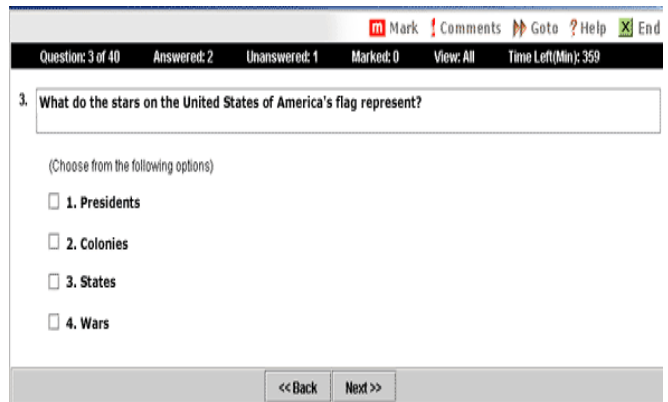 m Mark ! Comments Goto ? Help X End
Question: 3 of 40 Answered: 2 Unanswered: 1 Marked: 0 View: All Time Left(Min): 359
3. What do the stars on the United States of America's flag represent?
(Choose from the following options)
1. Presidents
2. Colonies
3. States
4. Wars
<< Back Next >>